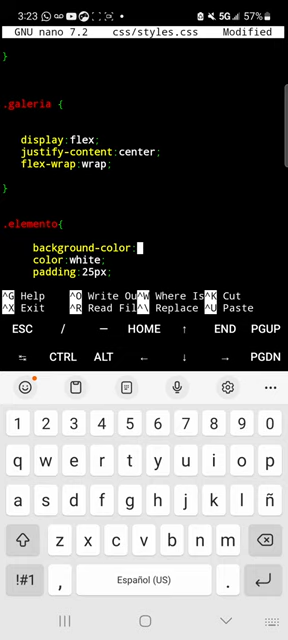 3:23 5G 57%
GNU nano 7.2 css/styles.css Modified
}
.galeria {
display:flex;
justify-content:center;
flex-wrap:wrap;
}
.elemento{
background-color:
color:white;
padding:25px;
^G Help ^O Write Ou^W Where Is^K Cut
^X Exit ^R Read Fil^\ Replace ^U Paste
ESC / — HOME ↑ END PGUP
⇆ CTRL ALT ← ↓ → PGDN
1 2 3 4 5 6 7 8 9 0
q w e r t y u i o p
a s d f g h j k l ñ
z x c v b n m
!#1 , Español (US) .